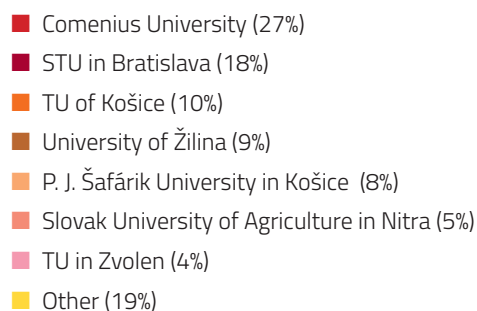 Comenius University (27%)
STU in Bratislava (18%)
TU of Košice (10%)
University of Žilina (9%)
P. J. Šafárik University in Košice (8%)
Slovak University of Agriculture in Nitra (5%)
TU in Zvolen (4%)
Other (19%)